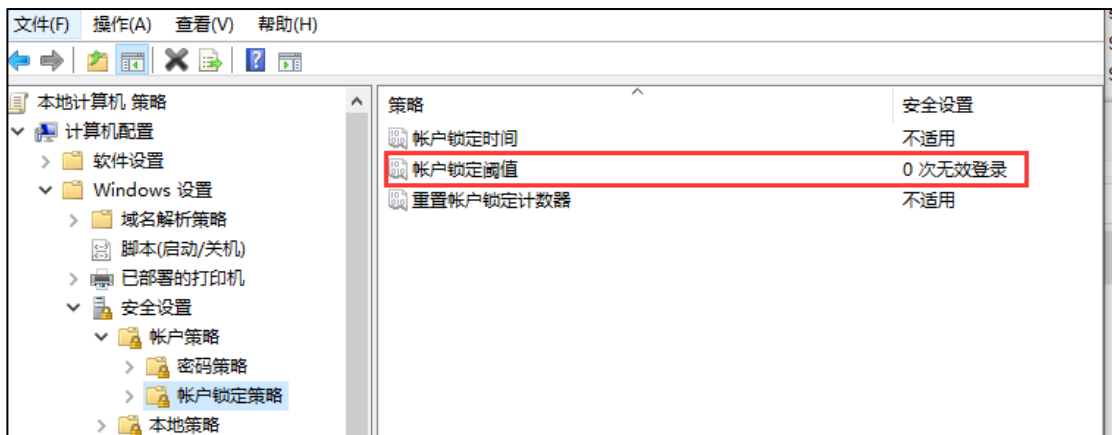 文件(F) 操作(A) 查看(V) 帮助(H)
本地计算机 策略
计算机配置
软件设置
Windows 设置
域名解析策略
脚本(启动/关机)
已部署的打印机
安全设置
帐户策略
密码策略
帐户锁定策略
本地策略
策略 安全设置
帐户锁定时间 不适用
帐户锁定阈值 0 次无效登录
重置帐户锁定计数器 不适用